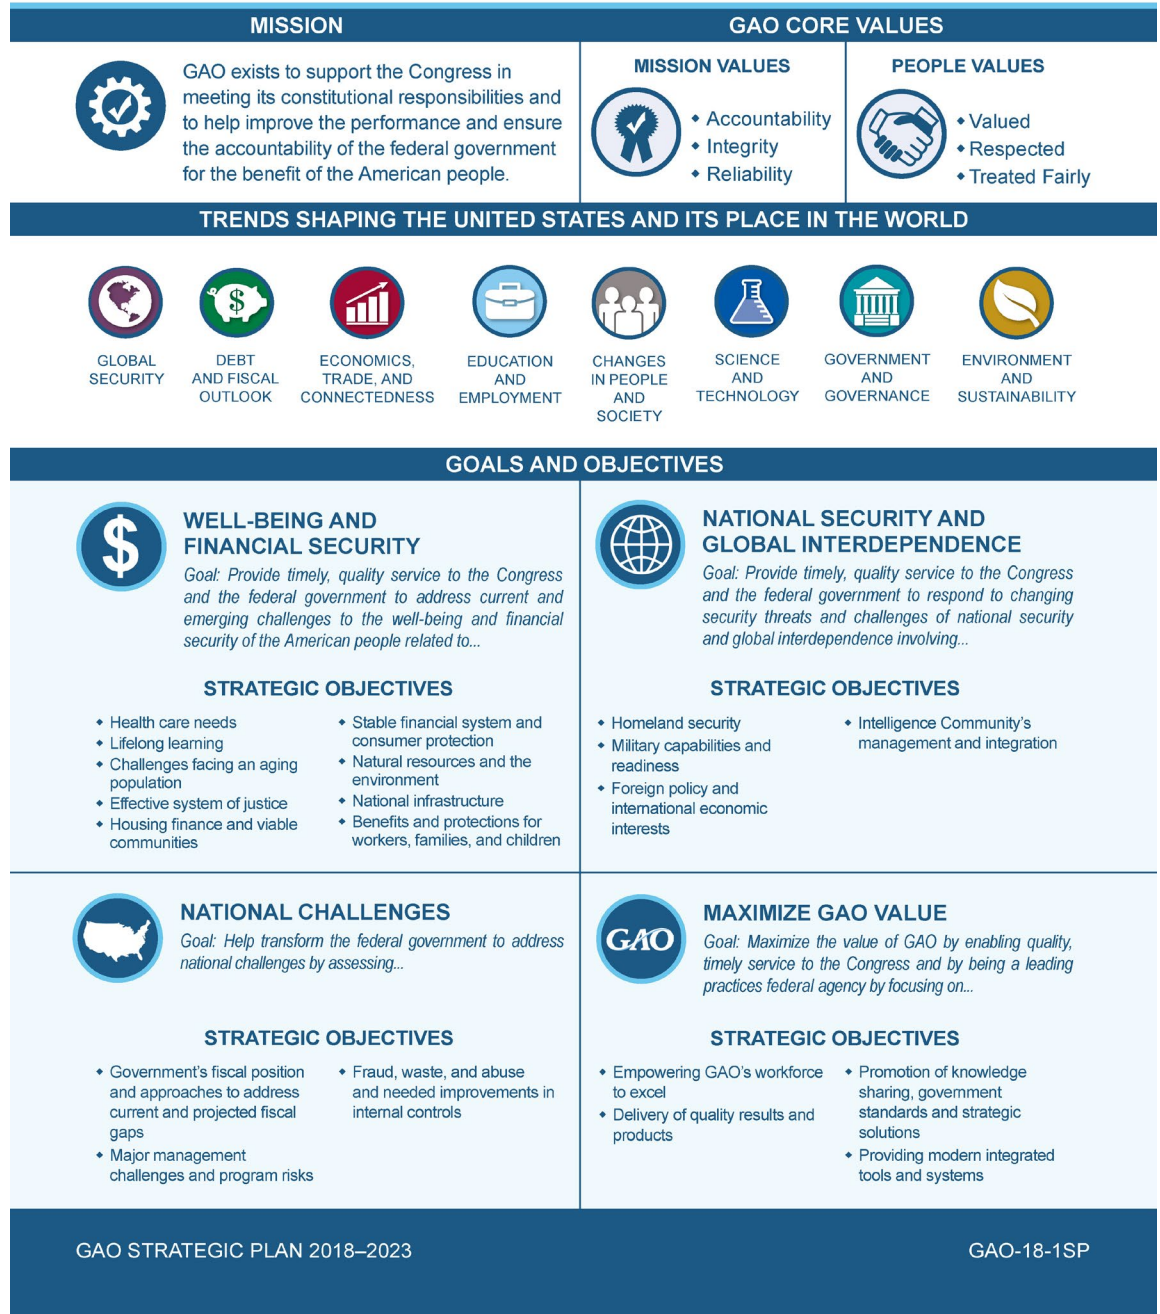 MISSION
GAO exists to support the Congress in
meeting its constitutional responsibilities and
to help improve the performance and ensure
the accountability of the federal government
for the benefit of the American people.
GAO CORE VALUES
MISSION VALUES
Accountability
Integrity
Reliability
PEOPLE VALUES
Valued
Respected
Treated Fairly
TRENDS SHAPING THE UNITED STATES AND ITS PLACE IN THE WORLD
GLOBAL
SECURITY
$
DEBT
AND FISCAL
OUTLOOK
ECONOMICS,
TRADE, AND
CONNECTEDNESS
EDUCATION
AND
EMPLOYMENT
CHANGES
IN PEOPLE
AND
SOCIETY
SCIENCE
AND
TECHNOLOGY
GOVERNMENT
AND
GOVERNANCE
ENVIRONMENT
AND
SUSTAINABILITY
GOALS AND OBJECTIVES
$
WELL-BEING AND
FINANCIAL SECURITY
Goal: Provide timely, quality service to the Congress
and the federal government to address current and
emerging challenges to the well-being and financial
security of the American people related to...
STRATEGIC OBJECTIVES
Health care needs
Lifelong learning
Challenges facing an aging
population
Effective system of justice
Housing finance and viable
communities
Stable financial system and
consumer protection
Natural resources and the
environment
National infrastructure
Benefits and protections for
workers, families, and children
NATIONAL SECURITY AND
GLOBAL INTERDEPENDENCE
Goal: Provide timely, quality service to the Congress
and the federal government to respond to changing
security threats and challenges of national security
and global interdependence involving...
STRATEGIC OBJECTIVES
Homeland security
Military capabilities and
readiness
Foreign policy and
international economic
interests
Intelligence Community's
management and integration
NATIONAL CHALLENGES
Goal: Help transform the federal government to address
national challenges by assessing...
STRATEGIC OBJECTIVES
Government's fiscal position
and approaches to address
current and projected fiscal
gaps
Major management
challenges and program risks
Fraud, waste, and abuse
and needed improvements in
internal controls
GAO
MAXIMIZE GAO VALUE
Goal: Maximize the value of GAO by enabling quality,
timely service to the Congress and by being a leading
practices federal agency by focusing on...
STRATEGIC OBJECTIVES
Empowering GAO's workforce
to excel
Delivery of quality results and
products
Promotion of knowledge
sharing, government
standards and strategic
solutions
Providing modern integrated
tools and systems
GAO STRATEGIC PLAN 2018–2023
GAO-18-1SP